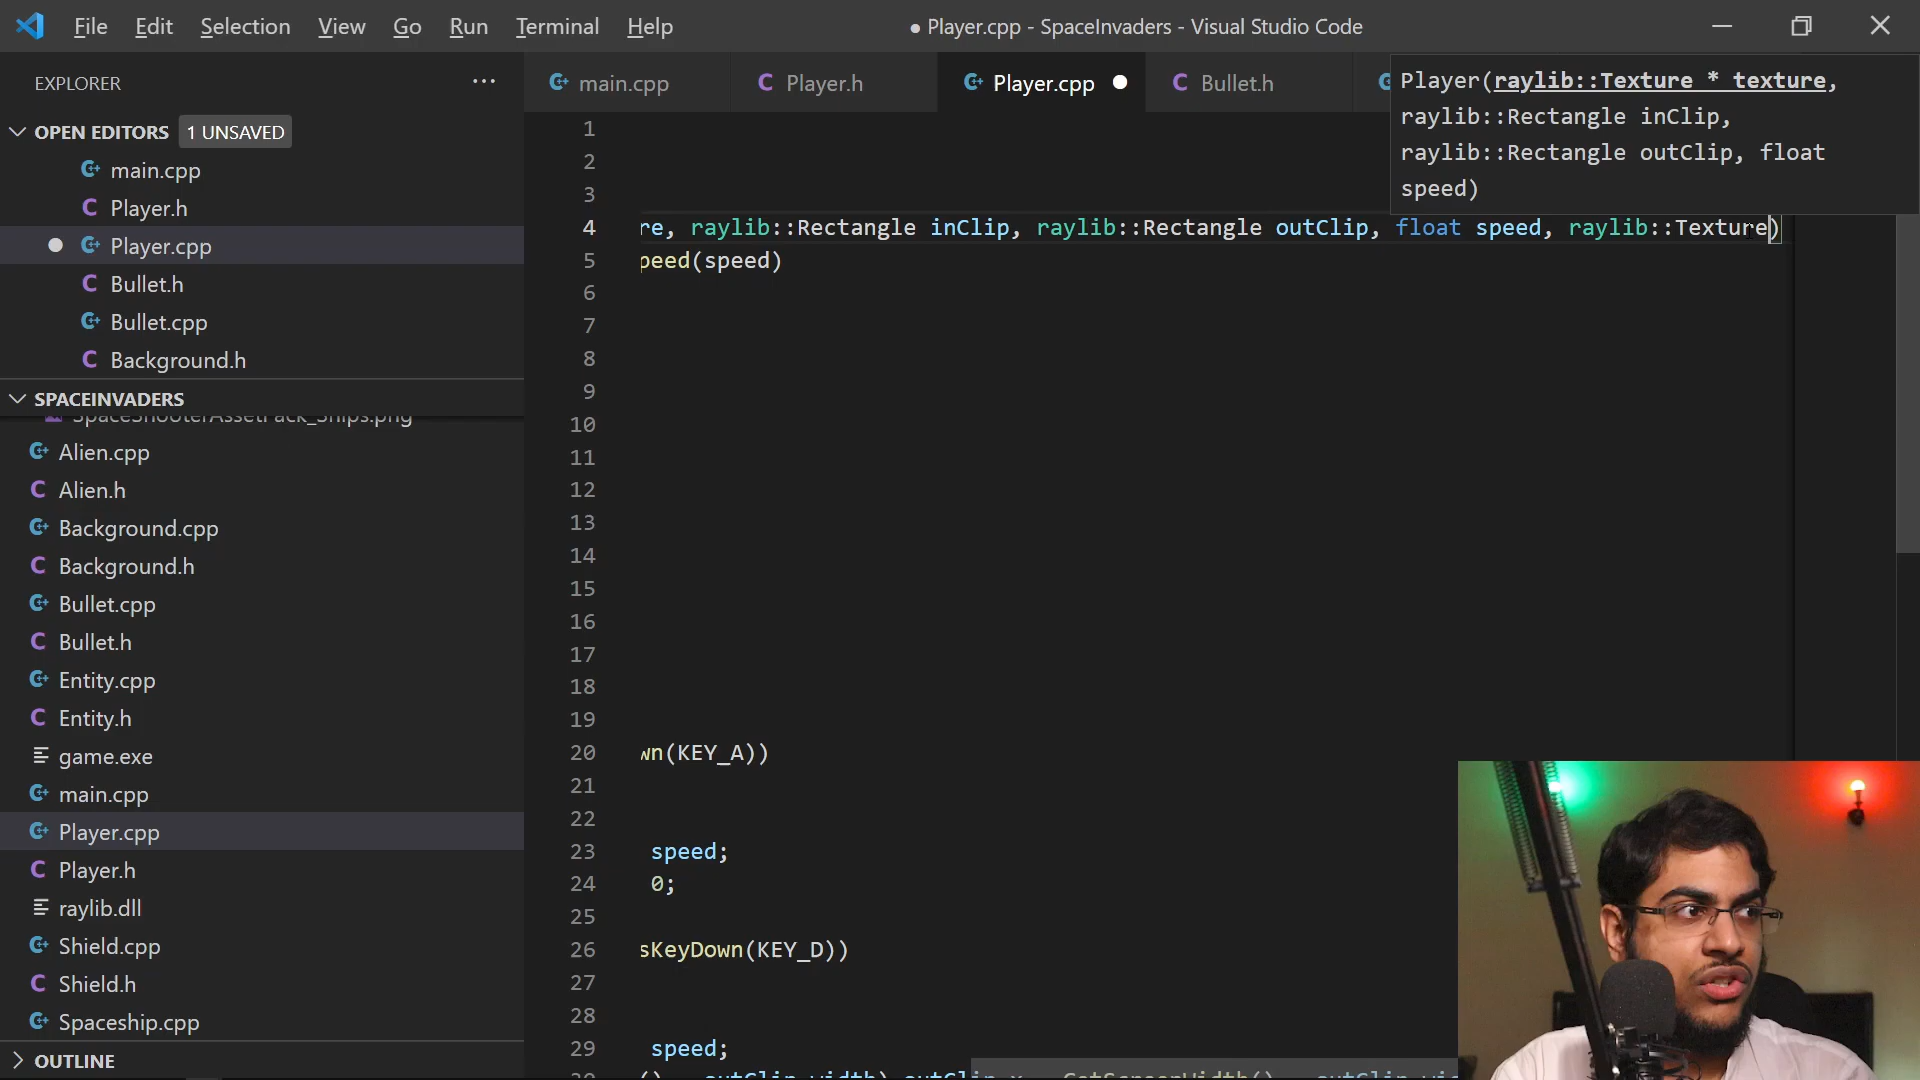 File Edit Selection View Go Run Terminal Help
● Player.cpp - SpaceInvaders - Visual Studio Code
EXPLORER
OPEN EDITORS 1 UNSAVED
main.cpp
Player.h
Player.cpp
Bullet.h
Bullet.cpp
Background.h
SPACEINVADERS
SpaceShooterAssetPack_Ships.png
Alien.cpp
Alien.h
Background.cpp
Background.h
Bullet.cpp
Bullet.h
Entity.cpp
Entity.h
game.exe
main.cpp
Player.cpp
Player.h
raylib.dll
Shield.cpp
Shield.h
Spaceship.cpp
OUTLINE
main.cpp Player.h Player.cpp Bullet.h
Player(raylib::Texture * texture,
raylib::Rectangle inClip,
raylib::Rectangle outClip, float
speed)
1
2
3
4 re, raylib::Rectangle inClip, raylib::Rectangle outClip, float speed, raylib::Texture)
5 peed(speed)
6
7
8
9
10
11
12
13
14
15
16
17
18
19
20 wn(KEY_A))
21
22
23 speed;
24 0;
25
26 sKeyDown(KEY_D))
27
28
29 speed;